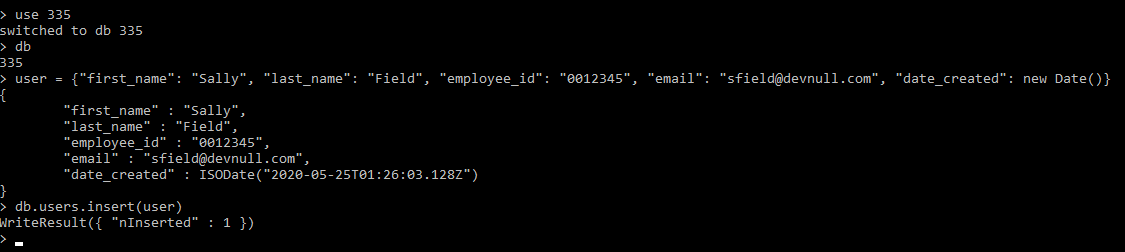 > use 335
switched to db 335
> db
335
> user = {"first_name": "Sally", "last_name": "Field", "employee_id": "0012345", "email": "sfield@devnull.com", "date_created": new Date()}
{
        "first_name" : "Sally",
        "last_name" : "Field",
        "employee_id" : "0012345",
        "email" : "sfield@devnull.com",
        "date_created" : ISODate("2020-05-25T01:26:03.128Z")
}
> db.users.insert(user)
WriteResult({ "nInserted" : 1 })
>